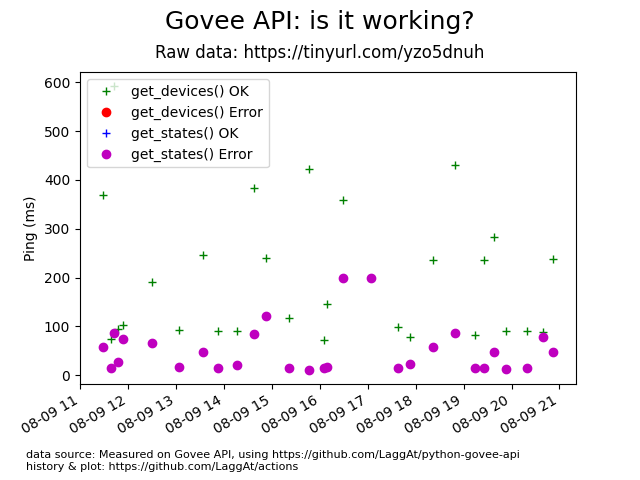 Govee API: is it working?
Raw data: https://tinyurl.com/yzo5dnuh
get_devices() OK
get_devices() Error
get_states() OK
get_states() Error
Ping (ms)
600
500
400
300
200
100
0
08-09 11
08-09 12
08-09 13
08-09 14
08-09 15
08-09 16
08-09 17
08-09 18
08-09 19
08-09 20
08-09 21
data source: Measured on Govee API, using https://github.com/LaggAt/python-govee-api
history & plot: https://github.com/LaggAt/actions